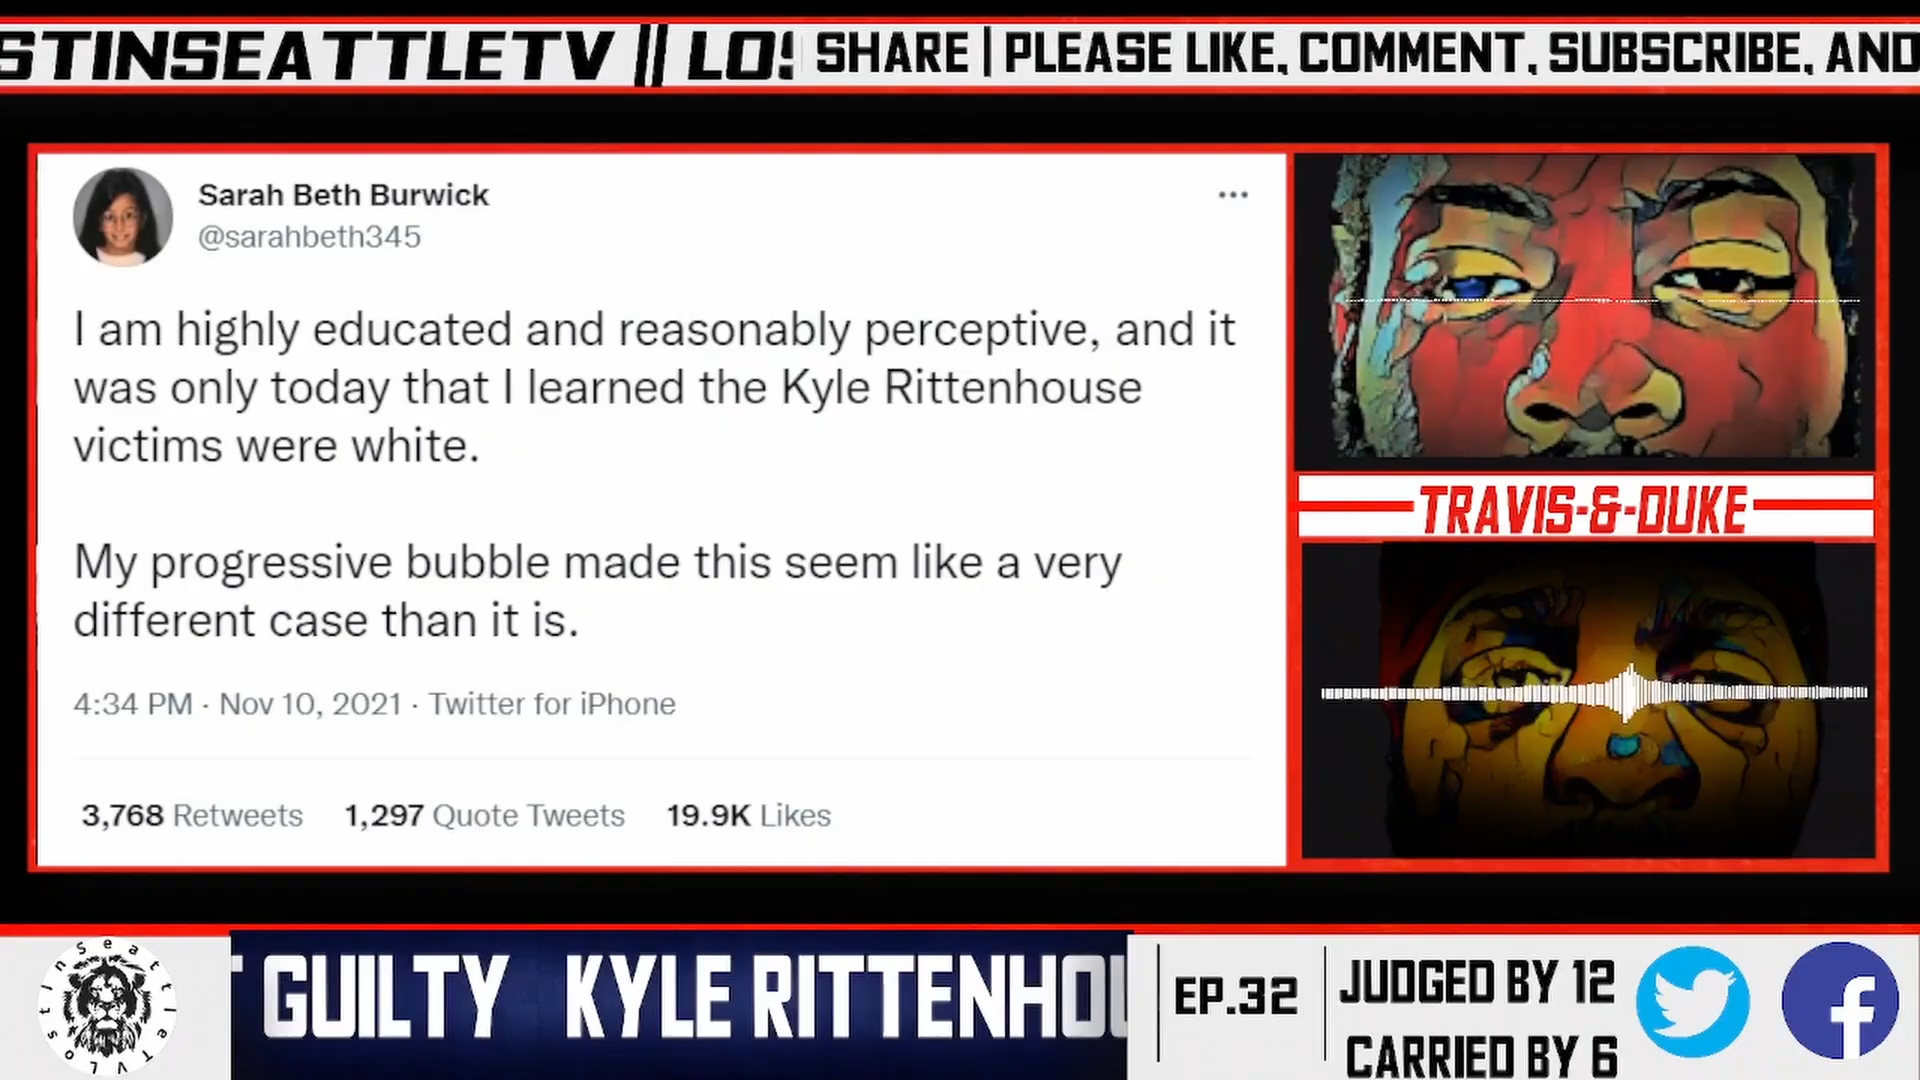 STINSEATTLETV || LO! SHARE | PLEASE LIKE, COMMENT, SUBSCRIBE, AND
Sarah Beth Burwick
@sarahbeth345
I am highly educated and reasonably perceptive, and it
was only today that I learned the Kyle Rittenhouse
victims were white.
My progressive bubble made this seem like a very
different case than it is.
4:34 PM · Nov 10, 2021 · Twitter for iPhone
3,768 Retweets 1,297 Quote Tweets 19.9K Likes
TRAVIS-&-DUKE
LostInSeattleTV
GUILTY KYLE RITTENHOU
EP.32
JUDGED BY 12
CARRIED BY 6